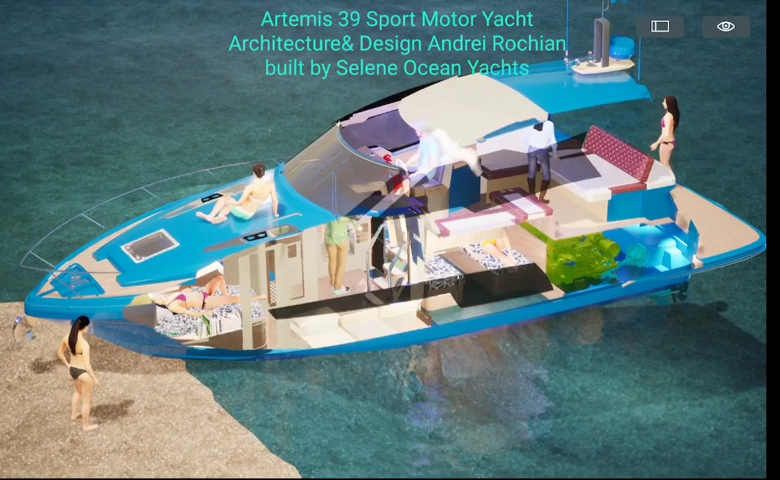 Artemis 39 Sport Motor Yacht
Architecture& Design Andrei Rochian
built by Selene Ocean Yachts